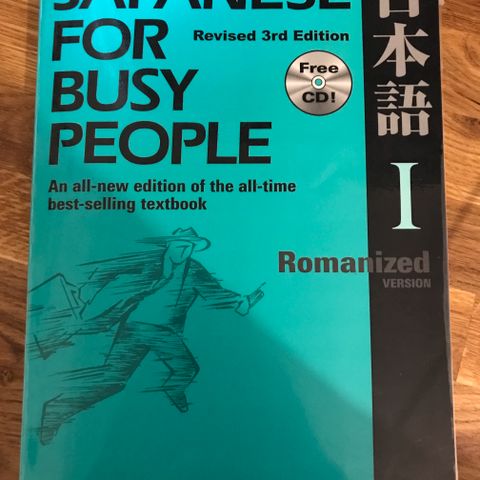 JAPANESE
FOR
BUSY
PEOPLE
Revised 3rd Edition
Free
CD!
An all-new edition of the all-time
best-selling textbook
日本語
I
Romanized
VERSION